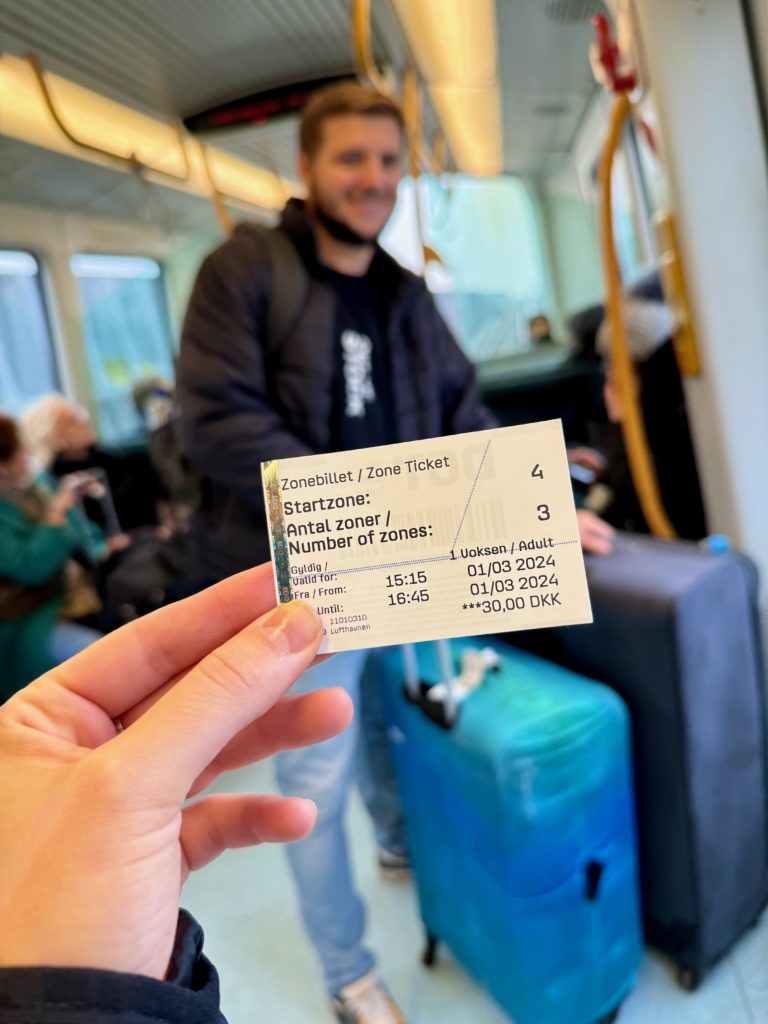 Zonebillet / Zone Ticket
Startzone: 4
Antal zoner /
Number of zones: 3
1 Voksen / Adult
Gyldig /
Valid for:
Fra / From: 15:15 01/03 2024
Until: 16:45 01/03 2024
11010310 ***30,00 DKK
Lufthavnen